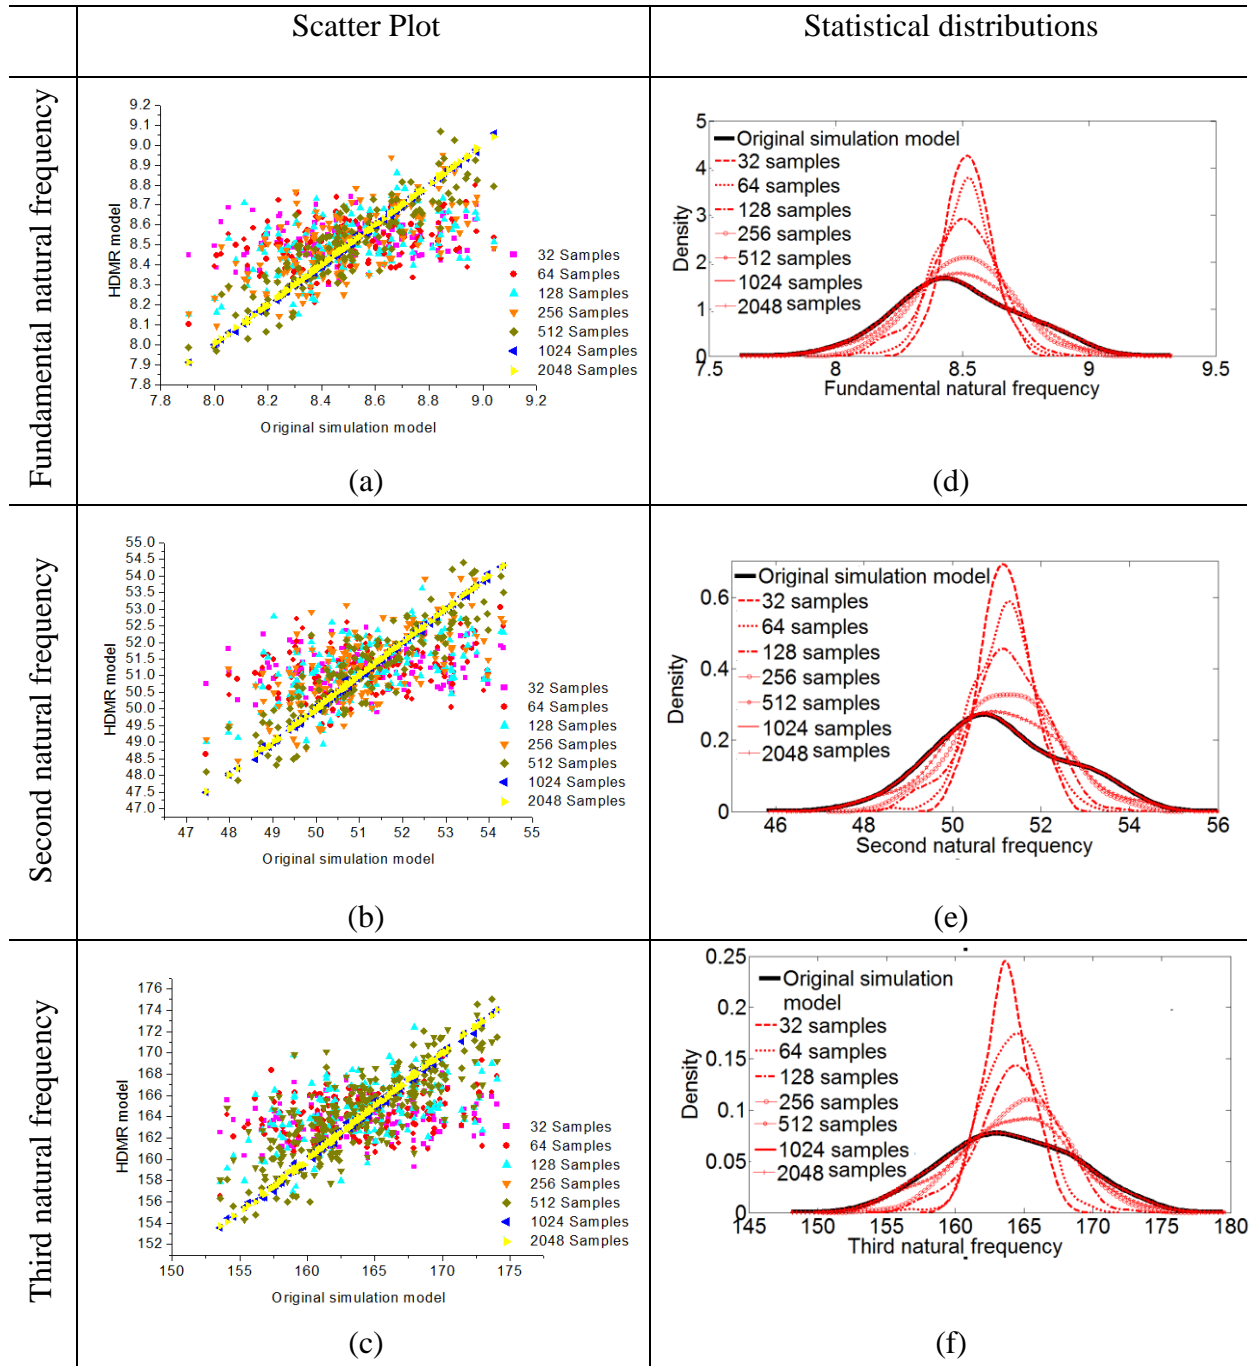 Scatter Plot
Statistical distributions
Fundamental natural frequency
HDMR model
9.2
9.1
9.0
8.9
8.8
8.7
8.6
8.5
8.4
8.3
8.2
8.1
8.0
7.9
7.8
7.8 8.0 8.2 8.4 8.6 8.8 9.0 9.2
Original simulation model
32 Samples
64 Samples
128 Samples
256 Samples
512 Samples
1024 Samples
2048 Samples
(a)
Density
5
4
3
2
1
0
7.5 8 8.5 9 9.5
Fundamental natural frequency
Original simulation model
32 samples
64 samples
128 samples
256 samples
512 samples
1024 samples
2048 samples
(d)
Second natural frequency
HDMR model
55.0
54.0
53.5
53.0
52.5
52.0
51.5
51.0
50.5
50.0
49.5
49.0
48.5
48.0
47.5
47.0
47 48 49 50 51 52 53 54 55
Original simulation model
32 Samples
64 Samples
128 Samples
256 Samples
512 Samples
1024 Samples
2048 Samples
(b)
Density
0.6
0.4
0.2
0
46 48 50 52 54 56
Second natural frequency
Original simulation model
32 samples
64 samples
128 samples
256 samples
512 samples
1024 samples
2048 samples
(e)
Third natural frequency
HDMR model
176
174
172
170
168
166
164
162
160
158
156
154
152
150 155 160 165 170 175
Original simulation model
32 Samples
64 Samples
128 Samples
256 Samples
512 Samples
1024 Samples
2048 Samples
(c)
Density
0.25
0.2
0.15
0.1
0.05
0
145 150 155 160 165 170 175 180
Third natural frequency
Original simulation
model
32 samples
64 samples
128 samples
256 samples
512 samples
1024 samples
2048 samples
(f)